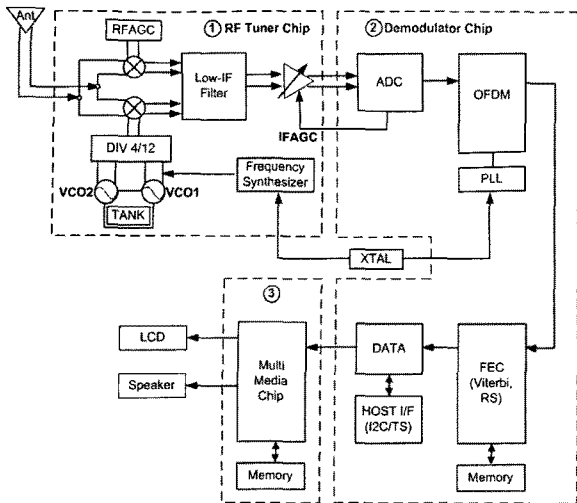 Ant.
RFAGC
① RF Tuner Chip
② Demodulator Chip
Low-IF
Filter
ADC
OFDM
IFAGC
DIV 4/12
VCO2
VCO1
TANK
Frequency
Synthesizer
PLL
XTAL
③
LCD
Speaker
Multi
Media
Chip
Memory
DATA
HOST I/F
(I2C/TS)
FEC
(Viterbi,
RS)
Memory